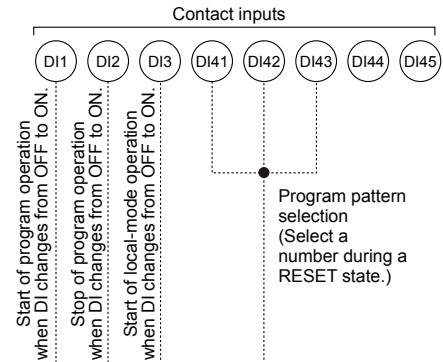 Contact inputs
DI1 DI2 DI3 DI41 DI42 DI43 DI44 DI45
Start of program operation
when DI changes from OFF to ON.
Stop of program operation
when DI changes from OFF to ON.
Start of local-mode operation
when DI changes from OFF to ON.
Program pattern
selection
(Select a
number during a
RESET state.)